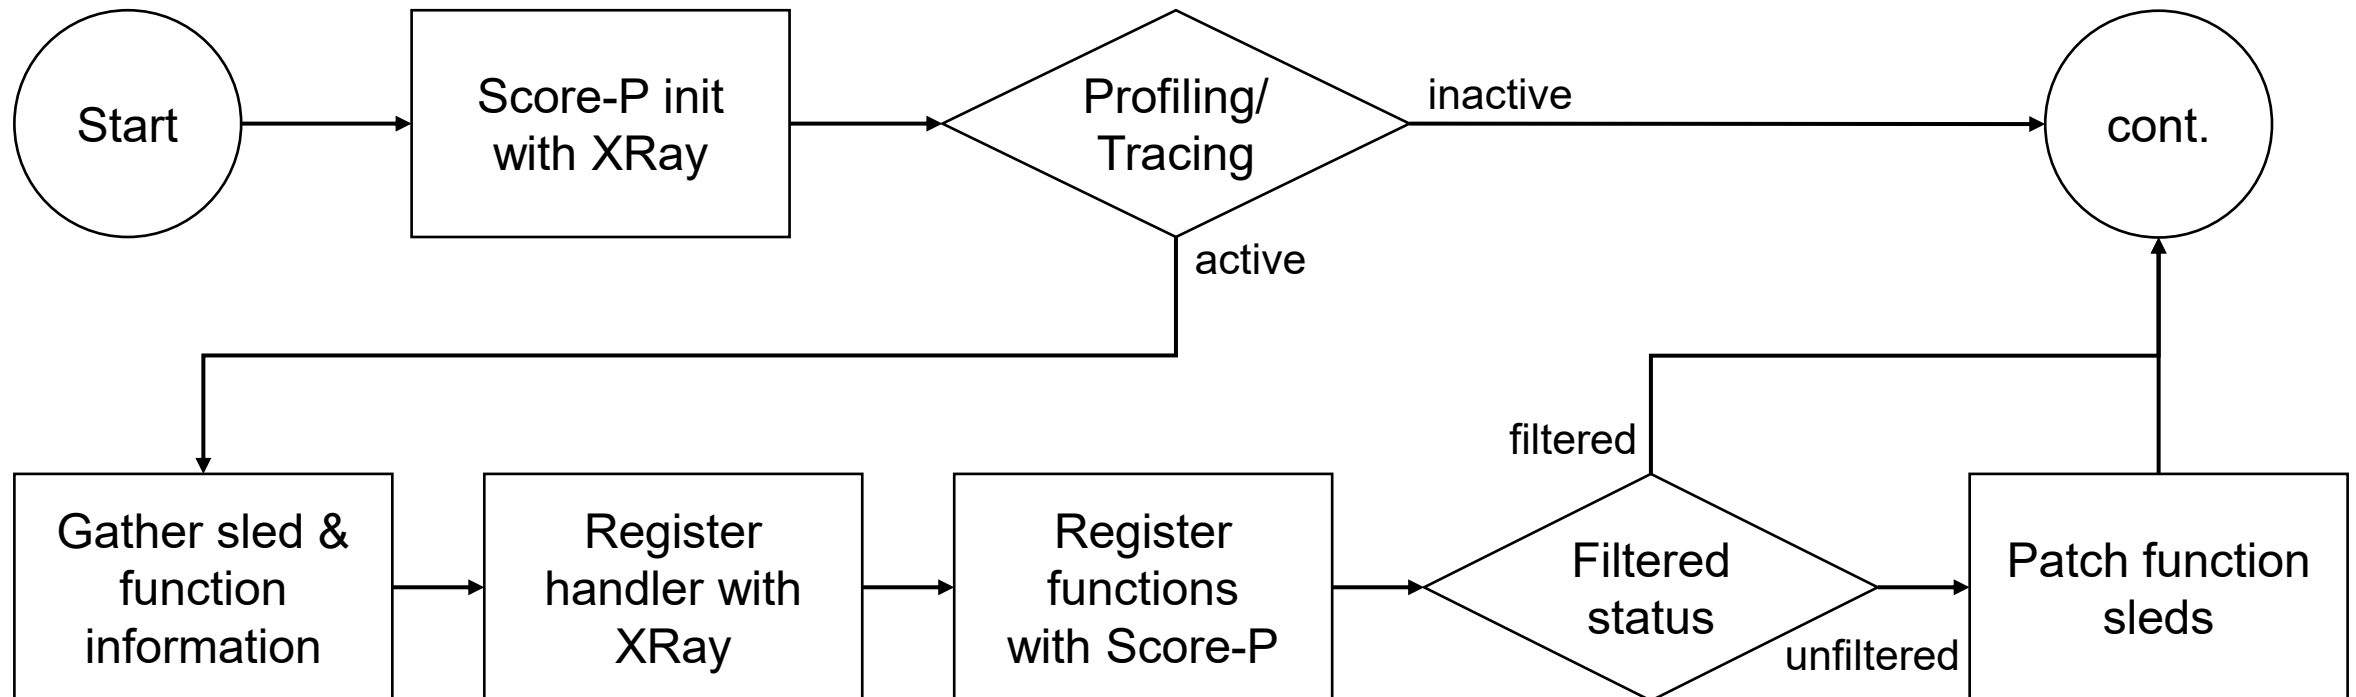 Start
Score-P init
with XRay
Profiling/
Tracing
inactive
cont.
active
filtered
Gather sled &
function
information
Register
handler with
XRay
Register
functions
with Score-P
Filtered
status
unfiltered
Patch function
sleds